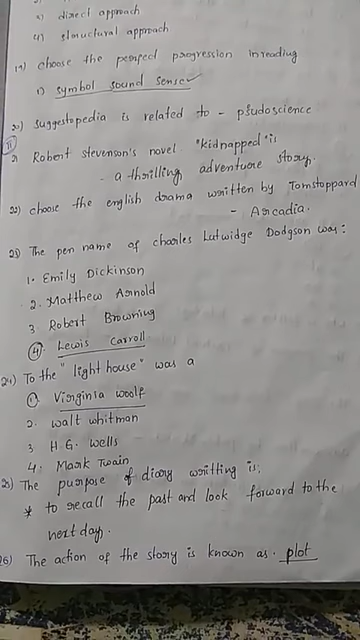 3) direct approach
4) structural approach
19) choose the perfect progression inreading
1) symbol sound sense
20) suggestopedia is related to - psudoscience
21 Robert stevenson's novel "kidnapped" is
- a thrilling adventure story.
22) choose the english drama written by Tomstoppard
- Arcadia.
23) The pen name of charles Lutwidge Dodgson was:
1. Emily Dickinson
2. Matthew Arnold
3. Robert Browning
4. Lewis carroll
24) To the "light house" was a
1. Virginia woolf
2. walt whitman
3 H.G. wells
4. Mark Twain
25) The purpose of diary writting is;
* to recall the past and look forward to the
next day.
26) The action of the story is known as. plot